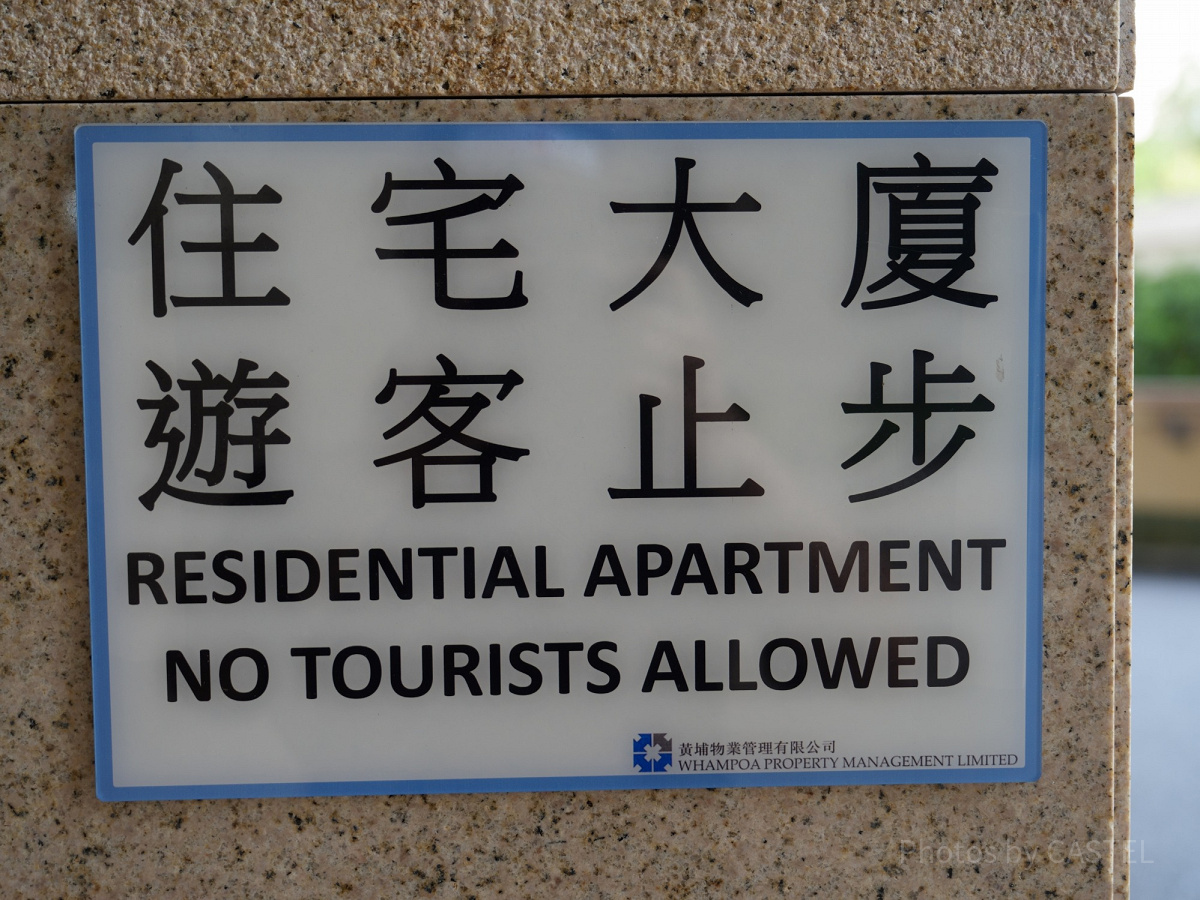 住宅大廈
遊客止步
RESIDENTIAL APARTMENT
NO TOURISTS ALLOWED
黃埔物業管理有限公司
WHAMPOA PROPERTY MANAGEMENT LIMITED
Photos by CASTEL